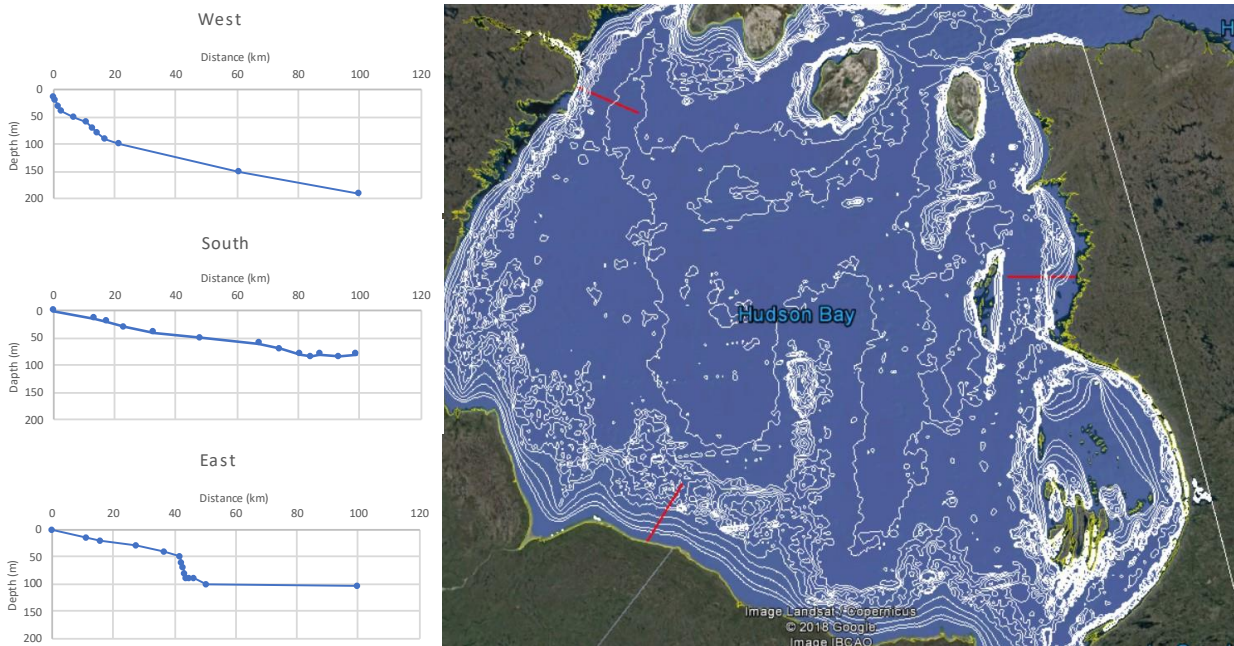 West
Distance (km)
0 20 40 60 80 100 120
0
50
100
150
200
Depth (m)
South
Distance (km)
0 20 40 60 80 100 120
0
50
100
150
200
Dapth (m)
East
Distance (km)
0 20 40 60 80 100 120
0
50
100
150
200
Depth (m)
H
Hudson Bay
Image Landsat / Copernicus
© 2018 Google
Image IBCAO